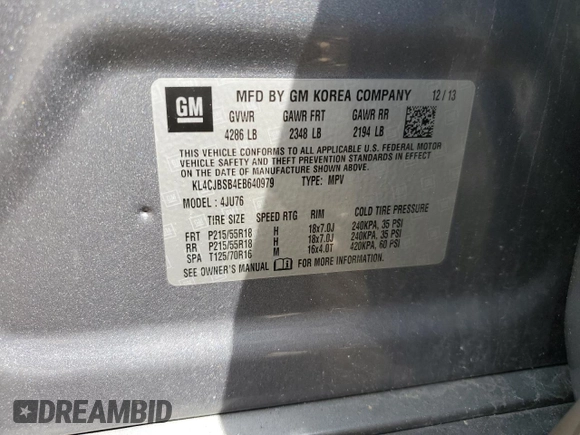 GM
MFD BY GM KOREA COMPANY 12/13
GVWR GAWR FRT GAWR RR
4286 LB 2348 LB 2194 LB
THIS VEHICLE CONFORMS TO ALL APPLICABLE U.S. FEDERAL MOTOR
VEHICLE SAFETY AND THEFT PREVENTION STANDARDS IN EFFECT ON
THE DATE OF MANUFACTURE SHOWN ABOVE.
KL4CJBSB4EB640979 TYPE: MPV
MODEL: 4JU76
TIRE SIZE SPEED RTG RIM COLD TIRE PRESSURE
FRT P215/55R18 H 18x7.0J 240KPA, 35 PSI
RR P215/55R18 H 18x7.0J 240KPA, 35 PSI
SPA T125/70R16 M 16x4.0T 420KPA, 60 PSI
SEE OWNER'S MANUAL FOR MORE INFORMATION.
DREAMBID